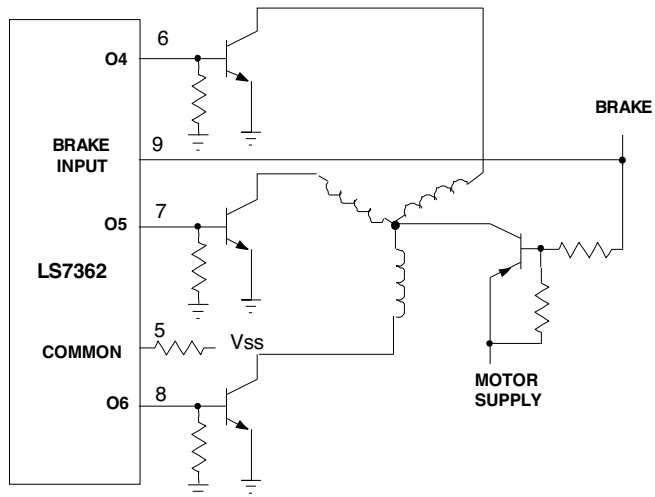 6
O4
BRAKE
BRAKE
INPUT
9
O5
7
LS7362
5
COMMON
VSS
O6
8
MOTOR
SUPPLY